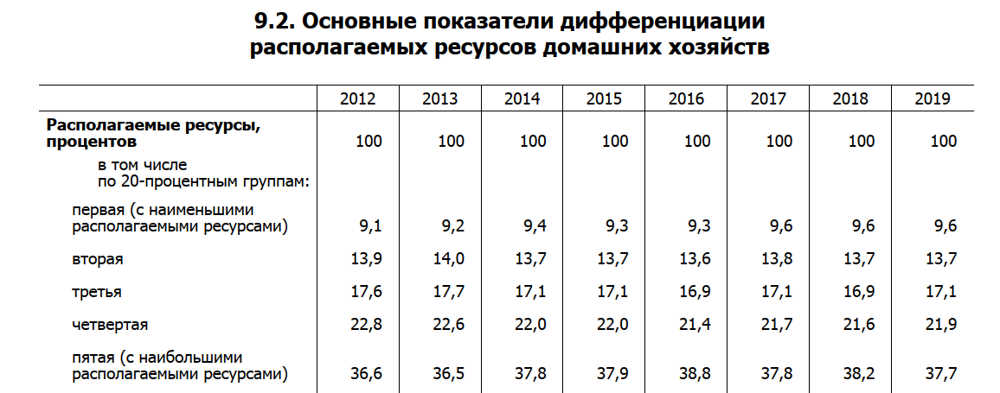 9.2. Основные показатели дифференциации
располагаемых ресурсов домашних хозяйств
2012 2013 2014 2015 2016 2017 2018 2019
Располагаемые ресурсы,
процентов 100 100 100 100 100 100 100 100
в том числе
по 20-процентным группам:
первая (с наименьшими
располагаемыми ресурсами) 9,1 9,2 9,4 9,3 9,3 9,6 9,6 9,6
вторая 13,9 14,0 13,7 13,7 13,6 13,8 13,7 13,7
третья 17,6 17,7 17,1 17,1 16,9 17,1 16,9 17,1
четвертая 22,8 22,6 22,0 22,0 21,4 21,7 21,6 21,9
пятая (с наибольшими
располагаемыми ресурсами) 36,6 36,5 37,8 37,9 38,8 37,8 38,2 37,7